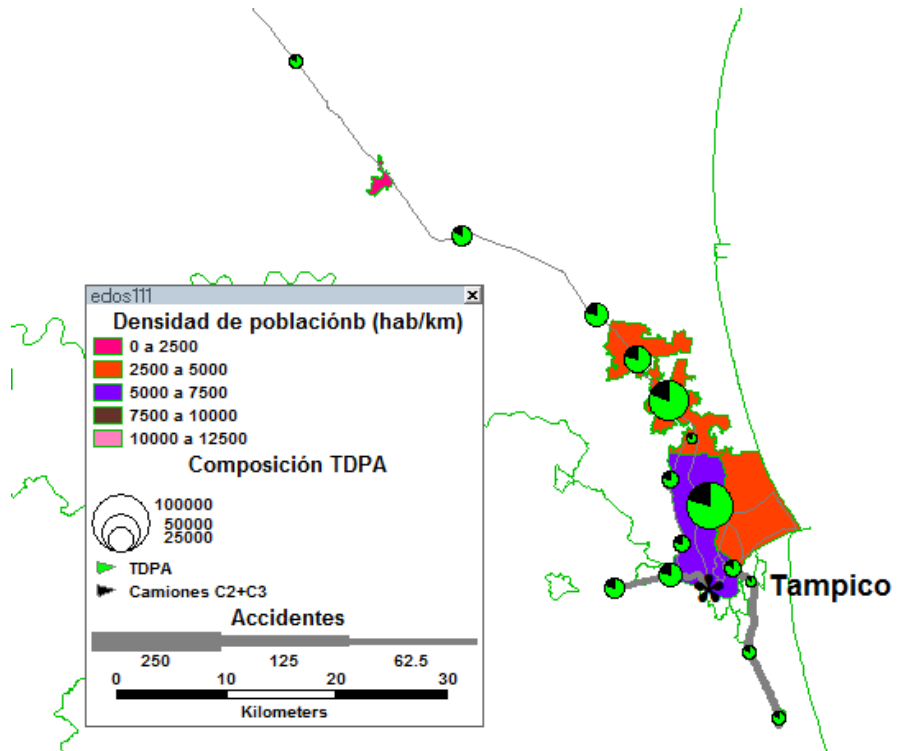 edos111
Densidad de poblaciónb (hab/km)
0 a 2500
2500 a 5000
5000 a 7500
7500 a 10000
10000 a 12500
Composición TDPA
100000
50000
25000
TDPA
Camiones C2+C3
Accidentes
250 125 62.5
0 10 20 30
Kilometers
Tampico